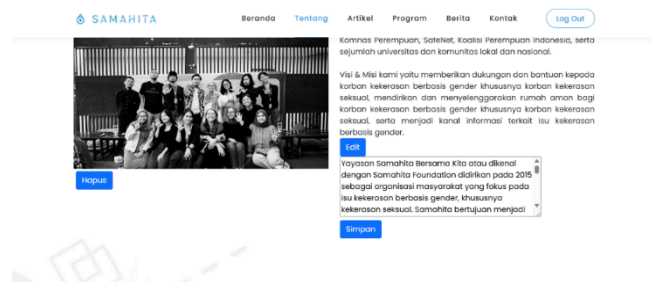 SAMAHITA
Beranda Tentang Artikel Program Berita Kontak Log Out
Komnas Perempuan, SafeNet, Koalisi Perempuan Indonesia, serta
sejumlah universitas dan komunitas lokal dan nasional.
Visi & Misi kami yaitu memberikan dukungan dan bantuan kepada
korban kekerasan berbasis gender khususnya korban kekerasan
seksual, mendirikan dan menyelenggarakan rumah aman bagi
korban kekerasan berbasis gender khususnya korban kekerasan
seksual, serta menjadi kanal informasi terkait isu kekerasan
berbasis gender.
Edit
Yayasan Samahita Bersama Kita atau dikenal
dengan Samahita Foundation didirikan pada 2015
sebagai organisasi masyarakat yang fokus pada
isu kekerasan berbasis gender, khususnya
kekerasan seksual. Samahita bertujuan menjadi
Hapus
Simpan